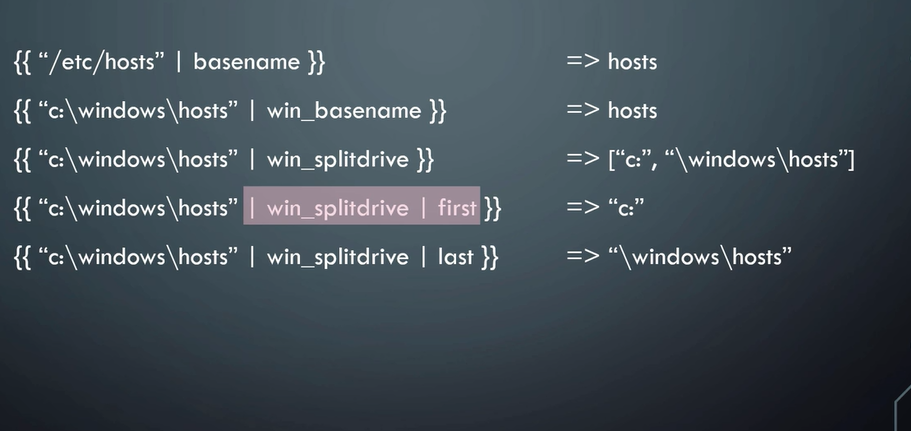 {{ “/etc/hosts” | basename }} => hosts
{{ “c:\windows\hosts” | win_basename }} => hosts
{{ “c:\windows\hosts” | win_splitdrive }} => [“c:”, “\windows\hosts”]
{{ “c:\windows\hosts” | win_splitdrive | first }} => “c:”
{{ “c:\windows\hosts” | win_splitdrive | last }} => “\windows\hosts”